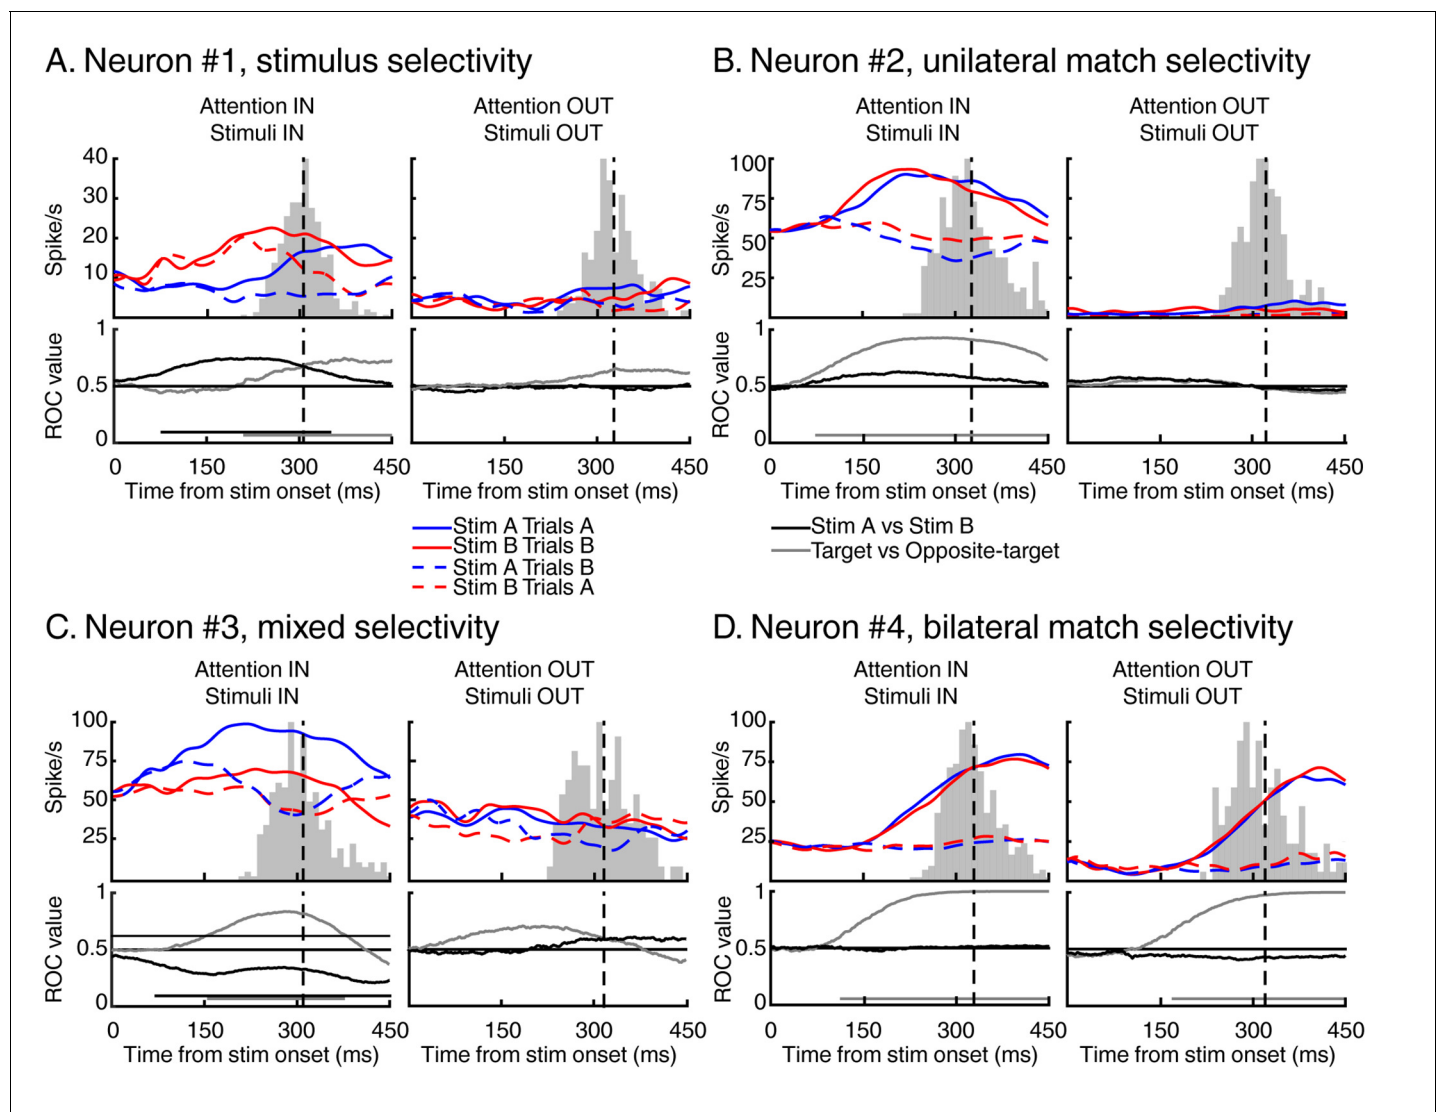 A. Neuron #1, stimulus selectivity
Attention IN
Stimuli IN
Attention OUT
Stimuli OUT
40
30
20
10
Spike/s
1
0.5
0
ROC value
0 150 300 450
0 150 300 450
Time from stim onset (ms)
Time from stim onset (ms)
B. Neuron #2, unilateral match selectivity
Attention IN
Stimuli IN
Attention OUT
Stimuli OUT
100
75
50
25
Spike/s
1
0.5
0
ROC value
0 150 300 450
0 150 300 450
Time from stim onset (ms)
Time from stim onset (ms)
Stim A Trials A
Stim B Trials B
Stim A Trials B
Stim B Trials A
Stim A vs Stim B
Target vs Opposite-target
C. Neuron #3, mixed selectivity
Attention IN
Stimuli IN
Attention OUT
Stimuli OUT
100
75
50
25
Spike/s
1
0.5
0
ROC value
0 150 300 450
0 150 300 450
Time from stim onset (ms)
Time from stim onset (ms)
D. Neuron #4, bilateral match selectivity
Attention IN
Stimuli IN
Attention OUT
Stimuli OUT
100
75
50
25
Spike/s
1
0.5
0
ROC value
0 150 300 450
0 150 300 450
Time from stim onset (ms)
Time from stim onset (ms)